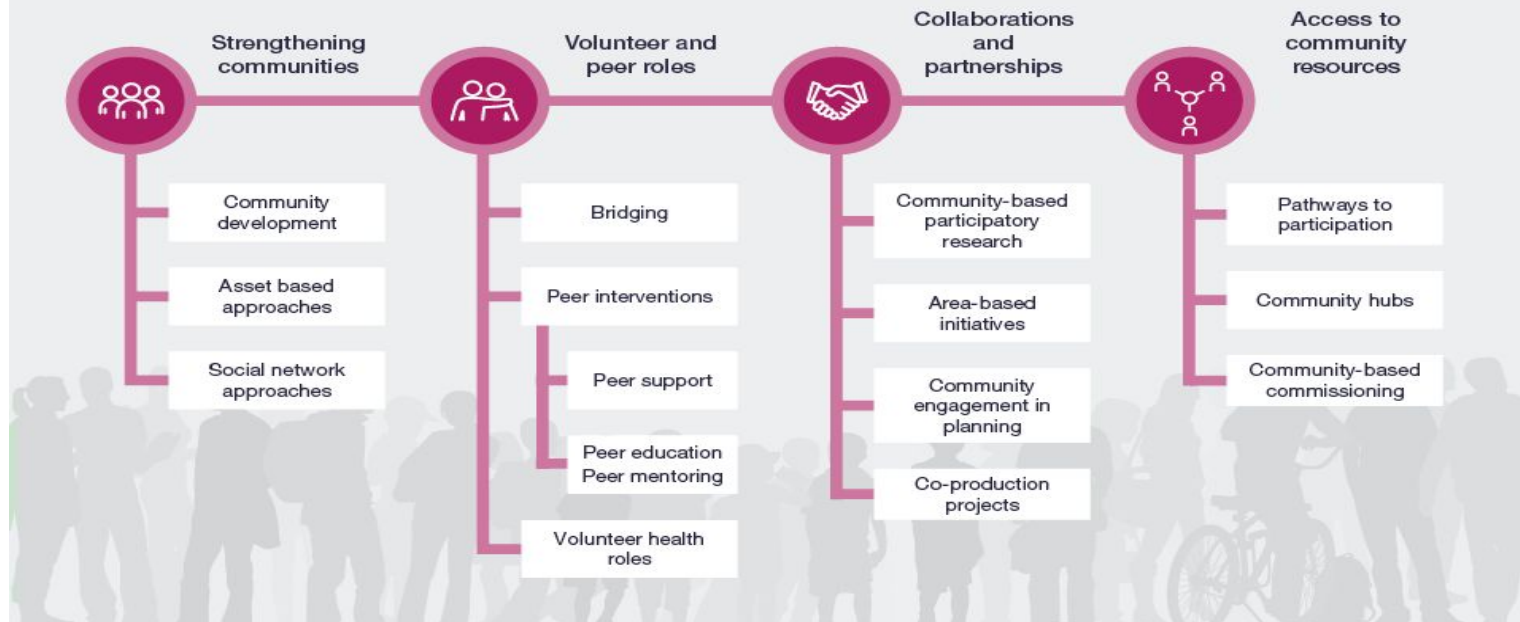 Strengthening
communities
Community
development
Asset based
approaches
Social network
approaches
Volunteer and
peer roles
Bridging
Peer interventions
Peer support
Peer education
Peer mentoring
Volunteer health
roles
Collaborations
and
partnerships
Community-based
participatory
research
Area-based
initiatives
Community
engagement in
planning
Co-production
projects
Access to
community
resources
Pathways to
participation
Community hubs
Community-based
commissioning